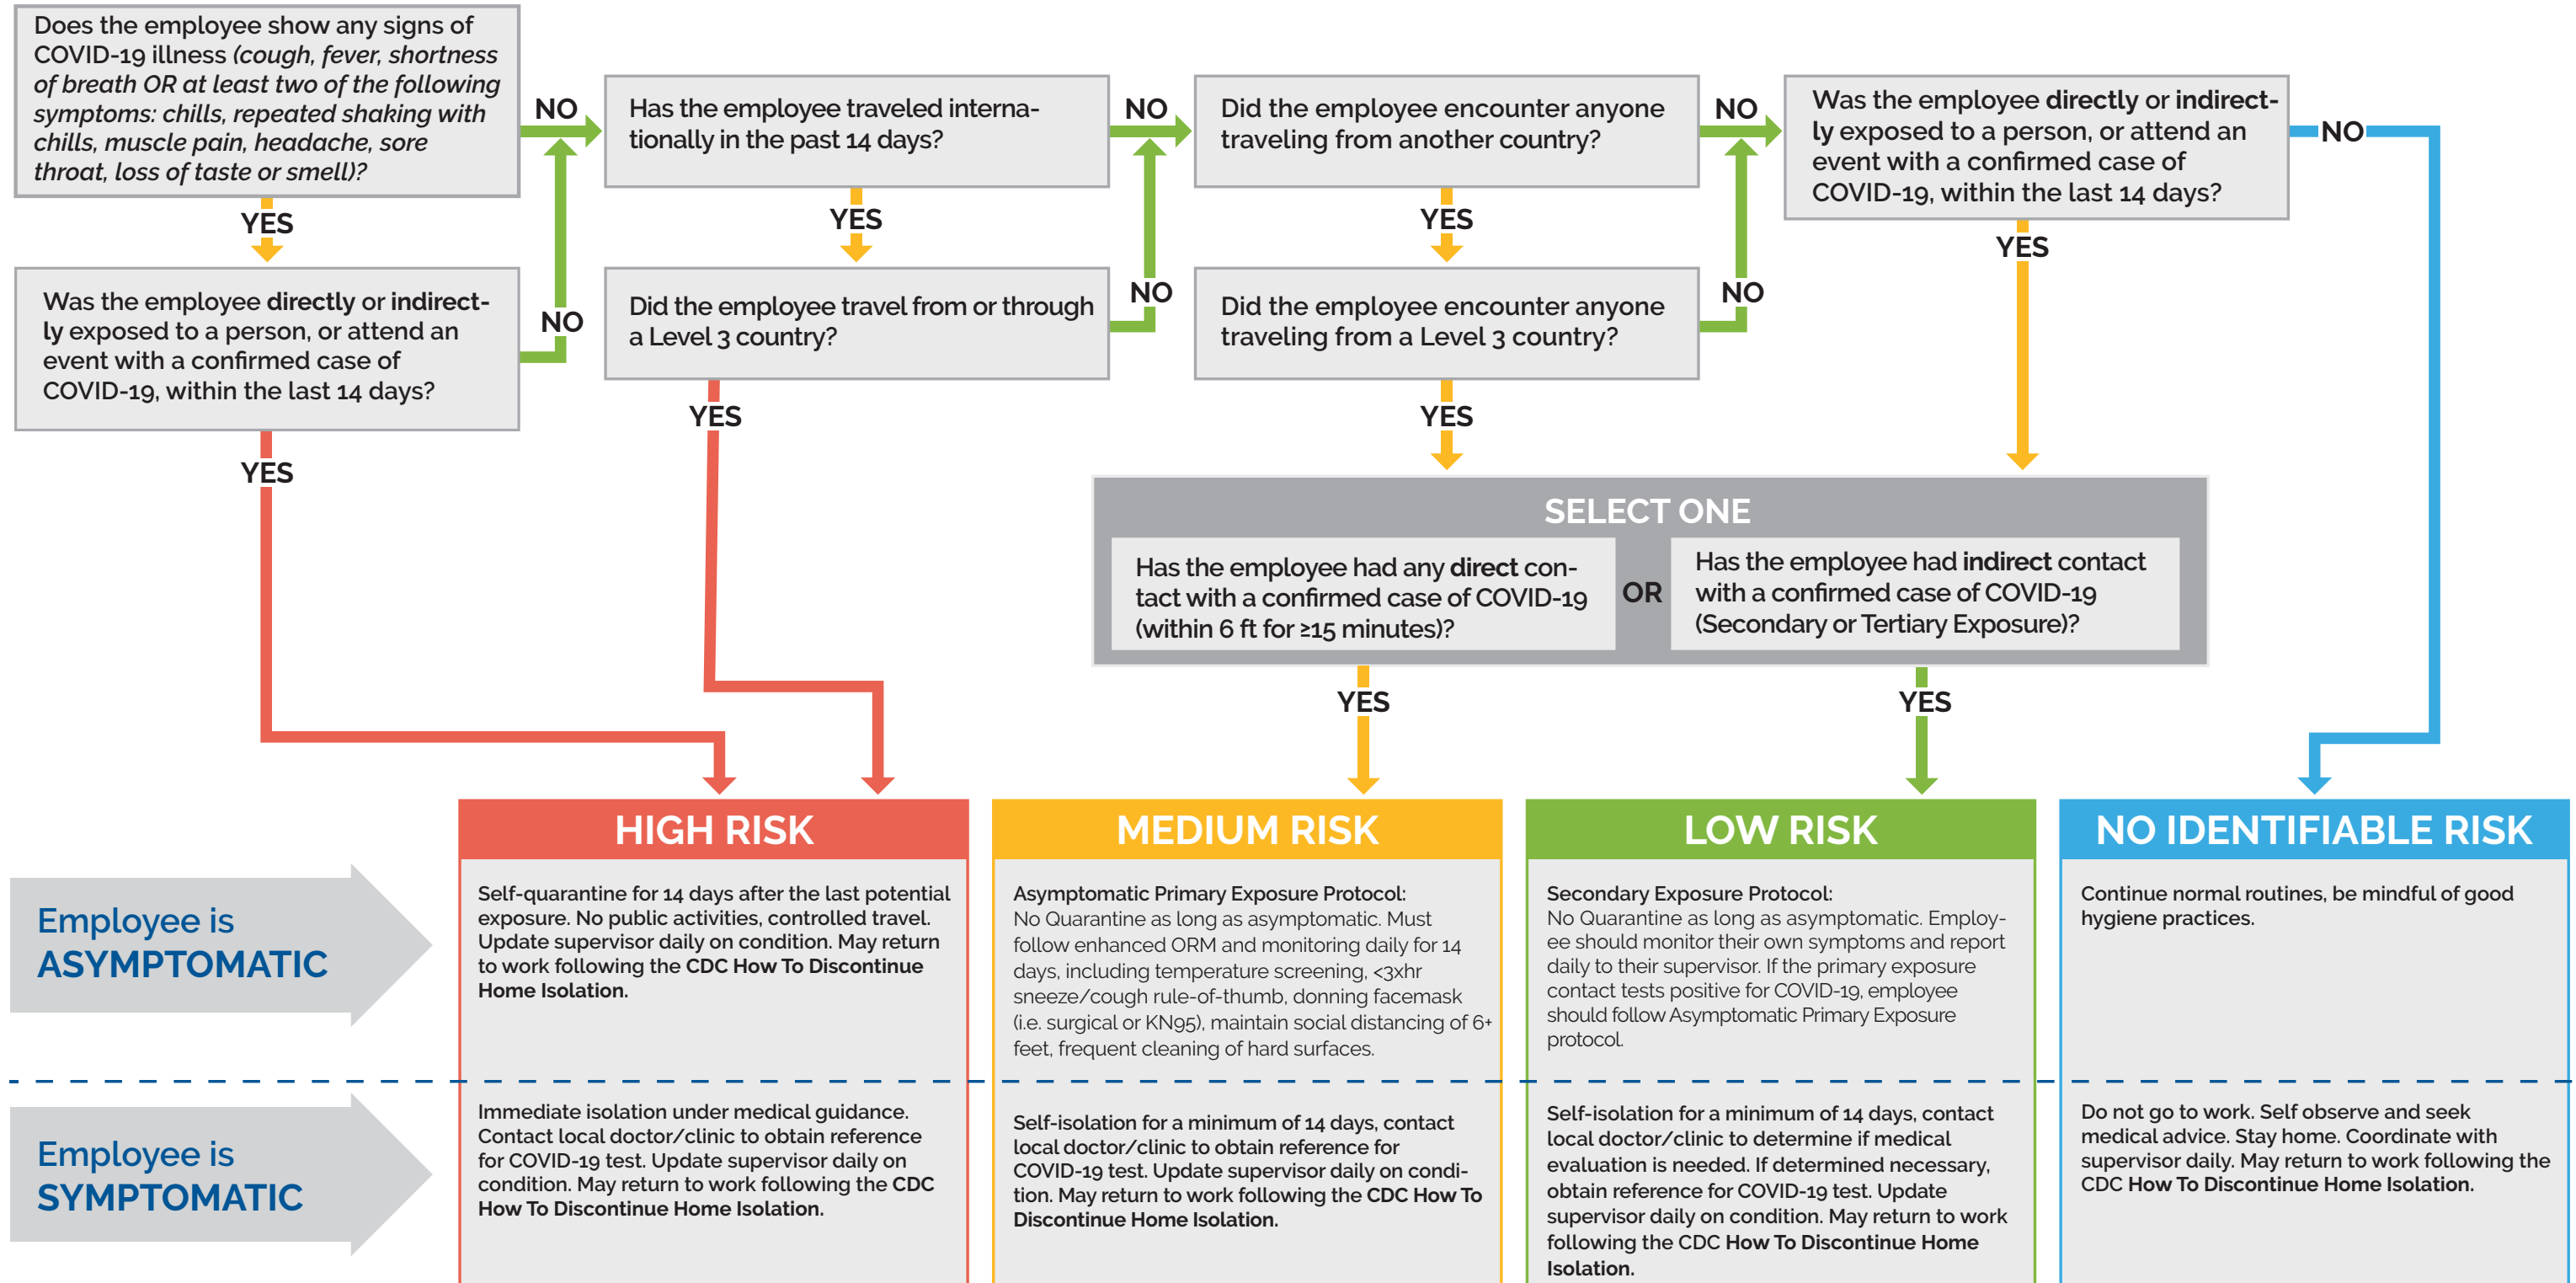 Does the employee show any signs of
COVID-19 illness (cough, fever, shortness
of breath OR at least two of the following
symptoms: chills, repeated shaking with
chills, muscle pain, headache, sore
throat, loss of taste or smell)?
NO
Has the employee traveled interna-
tionally in the past 14 days?
NO
Did the employee encounter anyone
traveling from another country?
NO
Was the employee directly or indirect-
ly exposed to a person, or attend an
event with a confirmed case of
COVID-19, within the last 14 days?
NO
YES
YES
YES
YES
Was the employee directly or indirect-
ly exposed to a person, or attend an
event with a confirmed case of
COVID-19, within the last 14 days?
NO
Did the employee travel from or through
a Level 3 country?
NO
Did the employee encounter anyone
traveling from a Level 3 country?
NO
YES
YES
YES
SELECT ONE
Has the employee had any direct con-
tact with a confirmed case of COVID-19
(within 6 ft for ≥15 minutes)?
OR
Has the employee had indirect contact
with a confirmed case of COVID-19
(Secondary or Tertiary Exposure)?
YES
YES
HIGH RISK
MEDIUM RISK
LOW RISK
NO IDENTIFIABLE RISK
Employee is
ASYMPTOMATIC
Self-quarantine for 14 days after the last potential
exposure. No public activities, controlled travel.
Update supervisor daily on condition. May return
to work following the CDC How To Discontinue
Home Isolation.
Asymptomatic Primary Exposure Protocol:
No Quarantine as long as asymptomatic. Must
follow enhanced ORM and monitoring daily for 14
days, including temperature screening, <3xhr
sneeze/cough rule-of-thumb, donning facemask
(i.e. surgical or KN95), maintain social distancing of 6+
feet, frequent cleaning of hard surfaces.
Secondary Exposure Protocol:
No Quarantine as long as asymptomatic. Employ-
ee should monitor their own symptoms and report
daily to their supervisor. If the primary exposure
contact tests positive for COVID-19, employee
should follow Asymptomatic Primary Exposure
protocol.
Continue normal routines, be mindful of good
hygiene practices.
Employee is
SYMPTOMATIC
Immediate isolation under medical guidance.
Contact local doctor/clinic to obtain reference
for COVID-19 test. Update supervisor daily on
condition. May return to work following the CDC
How To Discontinue Home Isolation.
Self-isolation for a minimum of 14 days, contact
local doctor/clinic to obtain reference for
COVID-19 test. Update supervisor daily on condi-
tion. May return to work following the CDC How To
Discontinue Home Isolation.
Self-isolation for a minimum of 14 days, contact
local doctor/clinic to determine if medical
evaluation is needed. If determined necessary,
obtain reference for COVID-19 test. Update
supervisor daily on condition. May return to work
following the CDC How To Discontinue Home
Isolation.
Do not go to work. Self observe and seek
medical advice. Stay home. Coordinate with
supervisor daily. May return to work following the
CDC How To Discontinue Home Isolation.